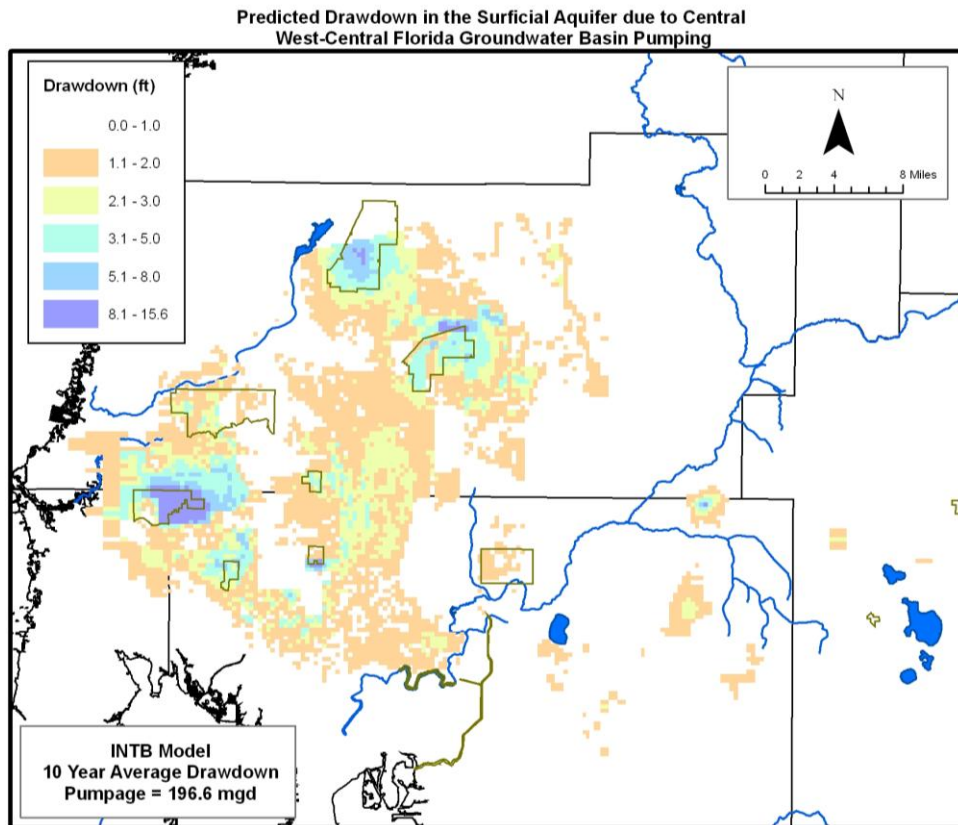 Predicted Drawdown in the Surficial Aquifer due to Central
West-Central Florida Groundwater Basin Pumping
Drawdown (ft)
0.0 - 1.0
1.1 - 2.0
2.1 - 3.0
3.1 - 5.0
5.1 - 8.0
8.1 - 15.6
N
0 2 4 8 Miles
INTB Model
10 Year Average Drawdown
Pumpage = 196.6 mgd